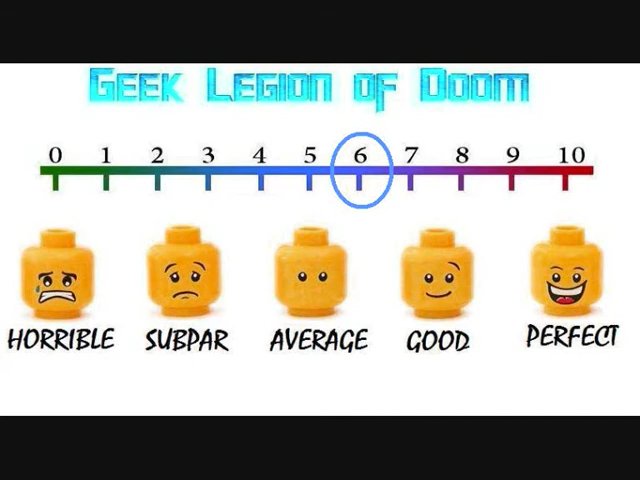 Geek Legion of Doom
0 1 2 3 4 5 6 7 8 9 10
HORRIBLE SUBPAR AVERAGE GOOD PERFECT